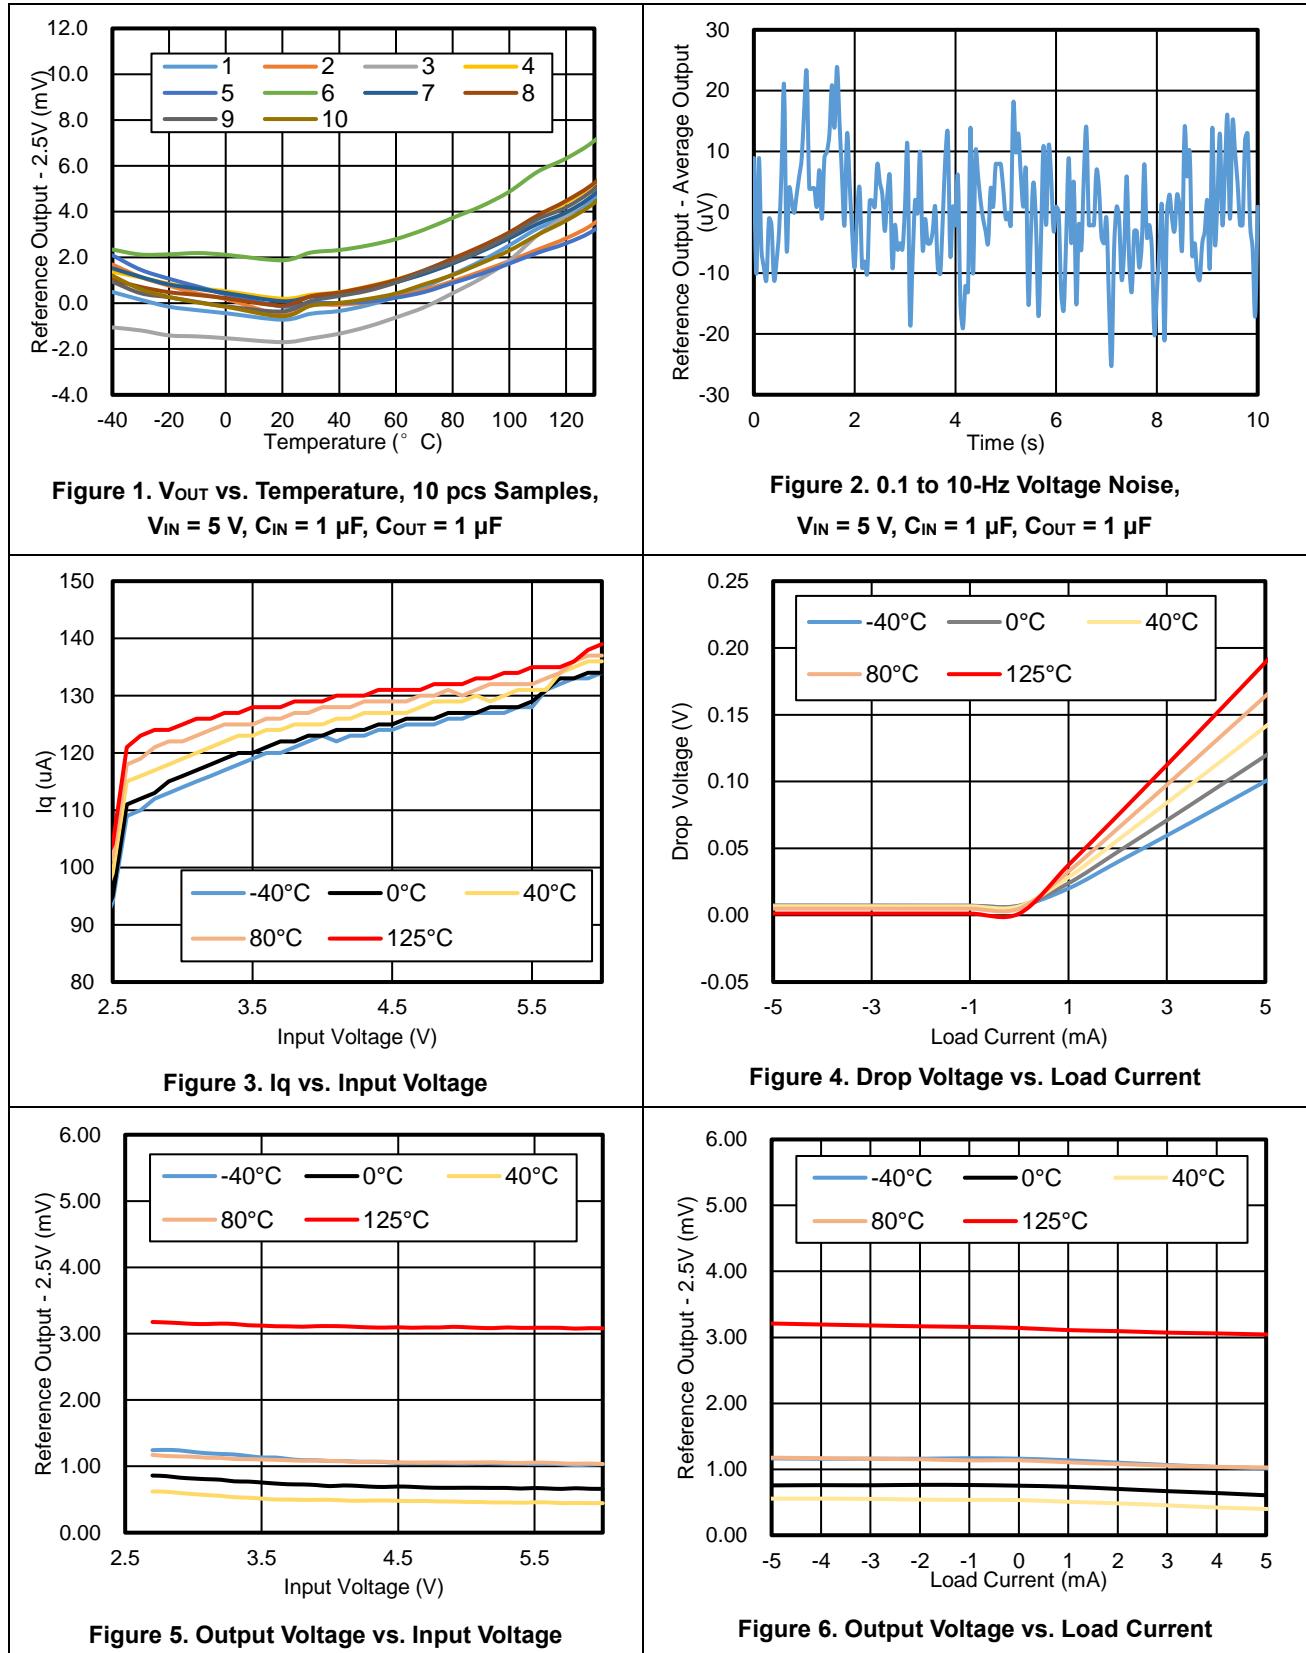 12.0
10.0
8.0
6.0
4.0
2.0
0.0
-2.0
-4.0
Reference Output - 2.5V (mV)
1 2 3 4
5 6 7 8
9 10
-40 -20 0 20 40 60 80 100 120
Temperature (° C)
Figure 1. VOUT vs. Temperature, 10 pcs Samples,
VIN = 5 V, CIN = 1 µF, COUT = 1 µF
30
20
10
0
-10
-20
-30
Reference Output - Average Output
(uV)
0 2 4 6 8 10
Time (s)
Figure 2. 0.1 to 10-Hz Voltage Noise,
VIN = 5 V, CIN = 1 µF, COUT = 1 µF
150
140
130
120
110
100
90
80
Iq (uA)
-40°C 0°C 40°C
80°C 125°C
2.5 3.5 4.5 5.5
Input Voltage (V)
Figure 3. Iq vs. Input Voltage
0.25
0.20
0.15
0.10
0.05
0.00
-0.05
Drop Voltage (V)
-40°C 0°C 40°C
80°C 125°C
-5 -3 -1 1 3 5
Load Current (mA)
Figure 4. Drop Voltage vs. Load Current
6.00
5.00
4.00
3.00
2.00
1.00
0.00
Reference Output - 2.5V (mV)
-40°C 0°C 40°C
80°C 125°C
2.5 3.5 4.5 5.5
Input Voltage (V)
Figure 5. Output Voltage vs. Input Voltage
6.00
5.00
4.00
3.00
2.00
1.00
0.00
Reference Output - 2.5V (mV)
-40°C 0°C 40°C
80°C 125°C
-5 -4 -3 -2 -1 0 1 2 3 4 5
Load Current (mA)
Figure 6. Output Voltage vs. Load Current